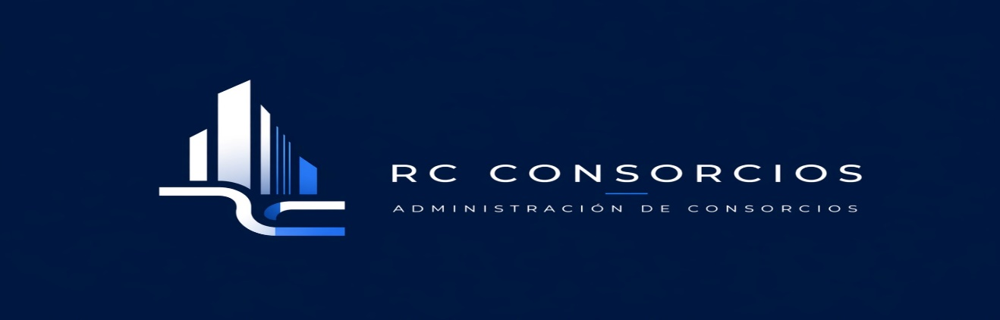 RC CONSORCIOS
ADMINISTRACIÓN DE CONSORCIOS